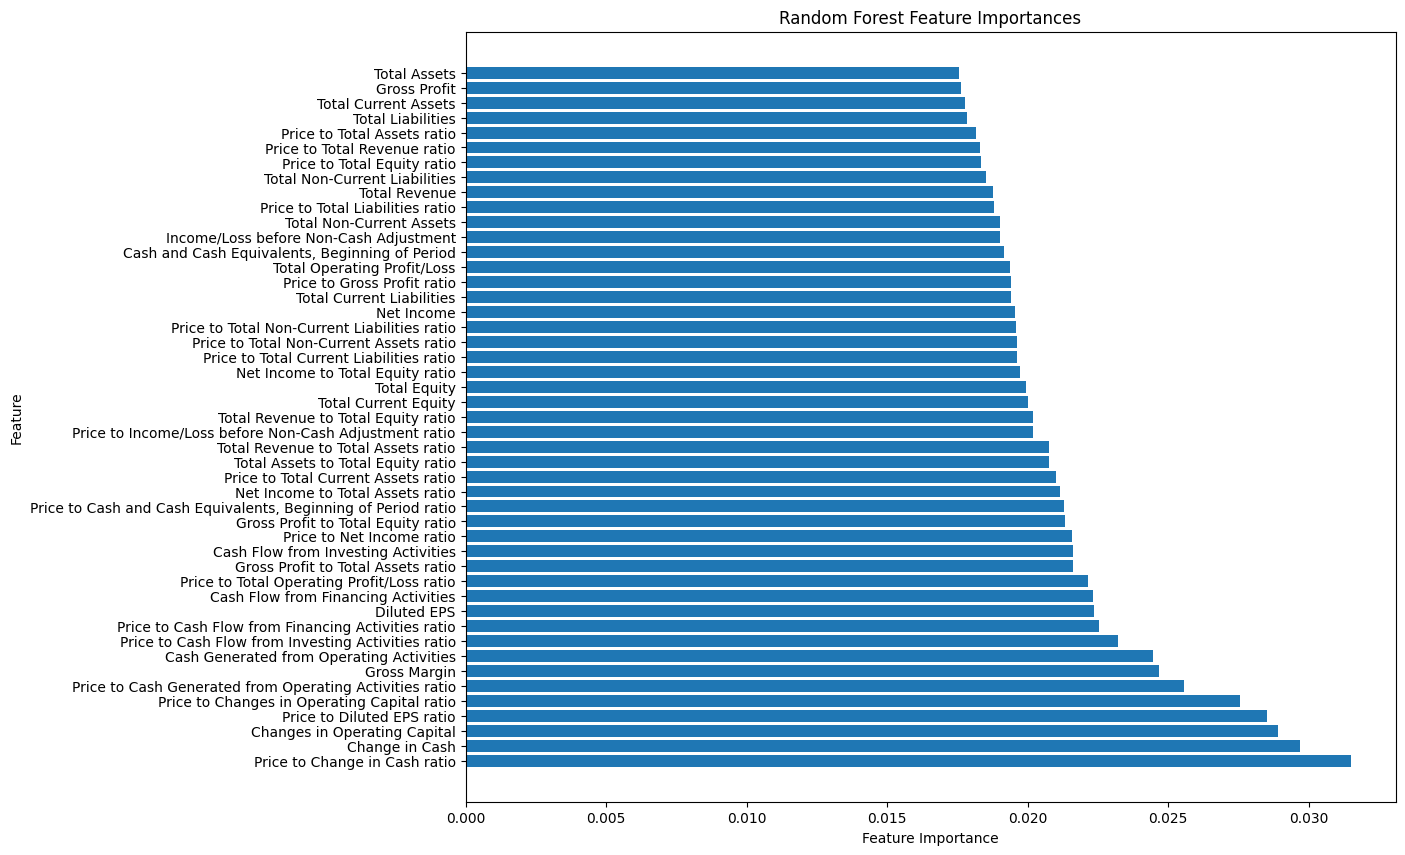 Random Forest Feature Importances
Total Assets
Gross Profit
Total Current Assets
Total Liabilities
Price to Total Assets ratio
Price to Total Revenue ratio
Price to Total Equity ratio
Total Non-Current Liabilities
Total Revenue
Price to Total Liabilities ratio
Total Non-Current Assets
Income/Loss before Non-Cash Adjustment
Cash and Cash Equivalents, Beginning of Period
Total Operating Profit/Loss
Price to Gross Profit ratio
Total Current Liabilities
Net Income
Price to Total Non-Current Liabilities ratio
Price to Total Non-Current Assets ratio
Price to Total Current Liabilities ratio
Net Income to Total Equity ratio
Total Equity
Total Current Equity
Total Revenue to Total Equity ratio
Price to Income/Loss before Non-Cash Adjustment ratio
Total Revenue to Total Assets ratio
Total Assets to Total Equity ratio
Price to Total Current Assets ratio
Net Income to Total Assets ratio
Price to Cash and Cash Equivalents, Beginning of Period ratio
Gross Profit to Total Equity ratio
Price to Net Income ratio
Cash Flow from Investing Activities
Gross Profit to Total Assets ratio
Price to Total Operating Profit/Loss ratio
Cash Flow from Financing Activities
Diluted EPS
Price to Cash Flow from Financing Activities ratio
Price to Cash Flow from Investing Activities ratio
Cash Generated from Operating Activities
Gross Margin
Price to Cash Generated from Operating Activities ratio
Price to Changes in Operating Capital ratio
Price to Diluted EPS ratio
Changes in Operating Capital
Change in Cash
Price to Change in Cash ratio
Feature
0.000 0.005 0.010 0.015 0.020 0.025 0.030
Feature Importance